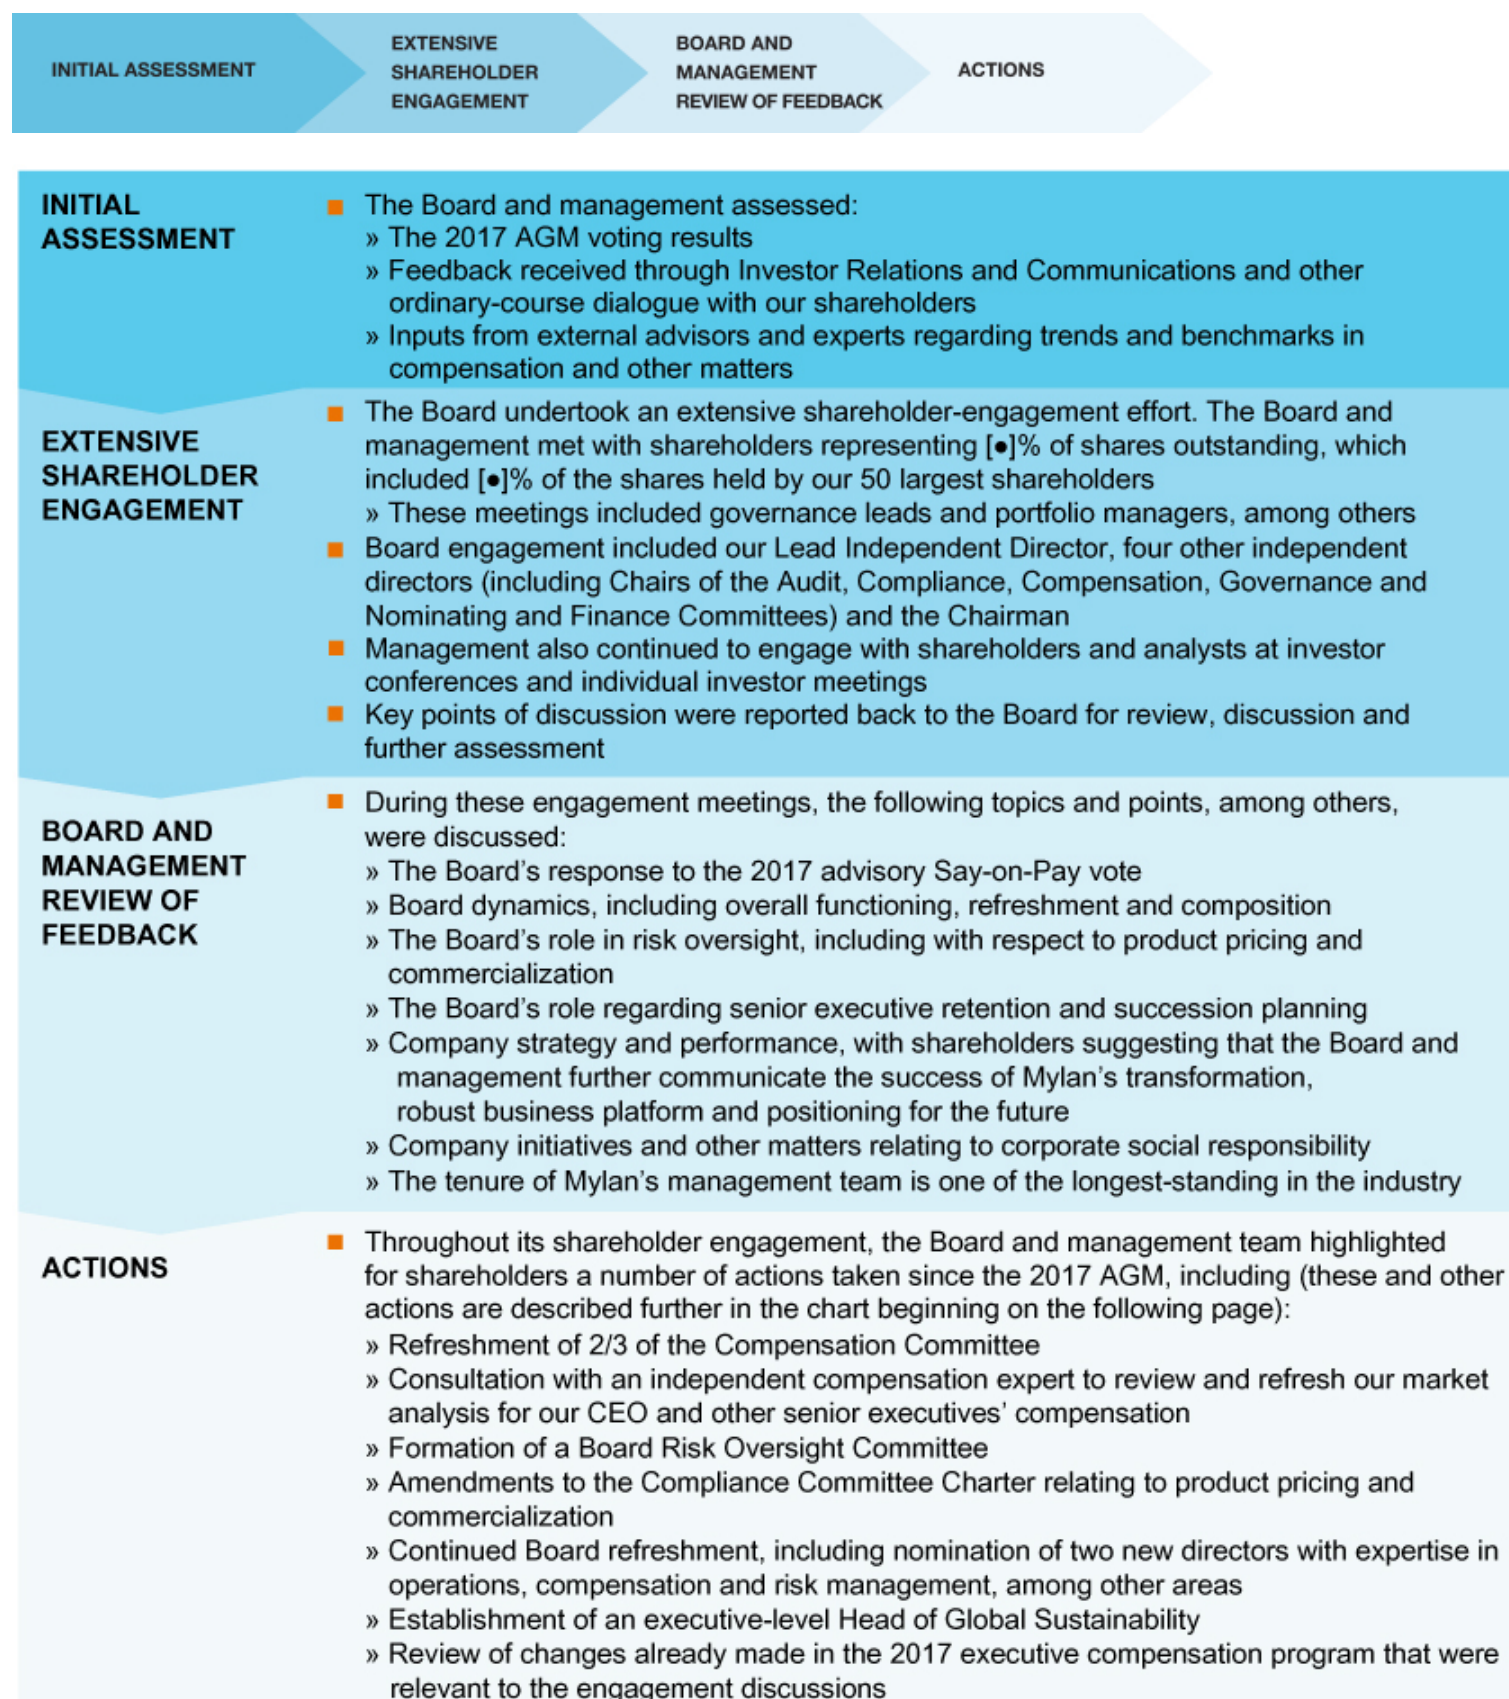 INITIAL ASSESSMENT
EXTENSIVE
SHAREHOLDER
ENGAGEMENT
BOARD AND
MANAGEMENT
REVIEW OF FEEDBACK
ACTIONS
INITIAL
ASSESSMENT
■ The Board and management assessed:
» The 2017 AGM voting results
» Feedback received through Investor Relations and Communications and other
ordinary-course dialogue with our shareholders
» Inputs from external advisors and experts regarding trends and benchmarks in
compensation and other matters
EXTENSIVE
SHAREHOLDER
ENGAGEMENT
■ The Board undertook an extensive shareholder-engagement effort. The Board and
management met with shareholders representing [●]% of shares outstanding, which
included [●]% of the shares held by our 50 largest shareholders
» These meetings included governance leads and portfolio managers, among others
■ Board engagement included our Lead Independent Director, four other independent
directors (including Chairs of the Audit, Compliance, Compensation, Governance and
Nominating and Finance Committees) and the Chairman
■ Management also continued to engage with shareholders and analysts at investor
conferences and individual investor meetings
■ Key points of discussion were reported back to the Board for review, discussion and
further assessment
BOARD AND
MANAGEMENT
REVIEW OF
FEEDBACK
■ During these engagement meetings, the following topics and points, among others,
were discussed:
» The Board’s response to the 2017 advisory Say-on-Pay vote
» Board dynamics, including overall functioning, refreshment and composition
» The Board’s role in risk oversight, including with respect to product pricing and
commercialization
» The Board’s role regarding senior executive retention and succession planning
» Company strategy and performance, with shareholders suggesting that the Board and
management further communicate the success of Mylan’s transformation,
robust business platform and positioning for the future
» Company initiatives and other matters relating to corporate social responsibility
» The tenure of Mylan’s management team is one of the longest-standing in the industry
ACTIONS
■ Throughout its shareholder engagement, the Board and management team highlighted
for shareholders a number of actions taken since the 2017 AGM, including (these and other
actions are described further in the chart beginning on the following page):
» Refreshment of 2/3 of the Compensation Committee
» Consultation with an independent compensation expert to review and refresh our market
analysis for our CEO and other senior executives’ compensation
» Formation of a Board Risk Oversight Committee
» Amendments to the Compliance Committee Charter relating to product pricing and
commercialization
» Continued Board refreshment, including nomination of two new directors with expertise in
operations, compensation and risk management, among other areas
» Establishment of an executive-level Head of Global Sustainability
» Review of changes already made in the 2017 executive compensation program that were
relevant to the engagement discussions